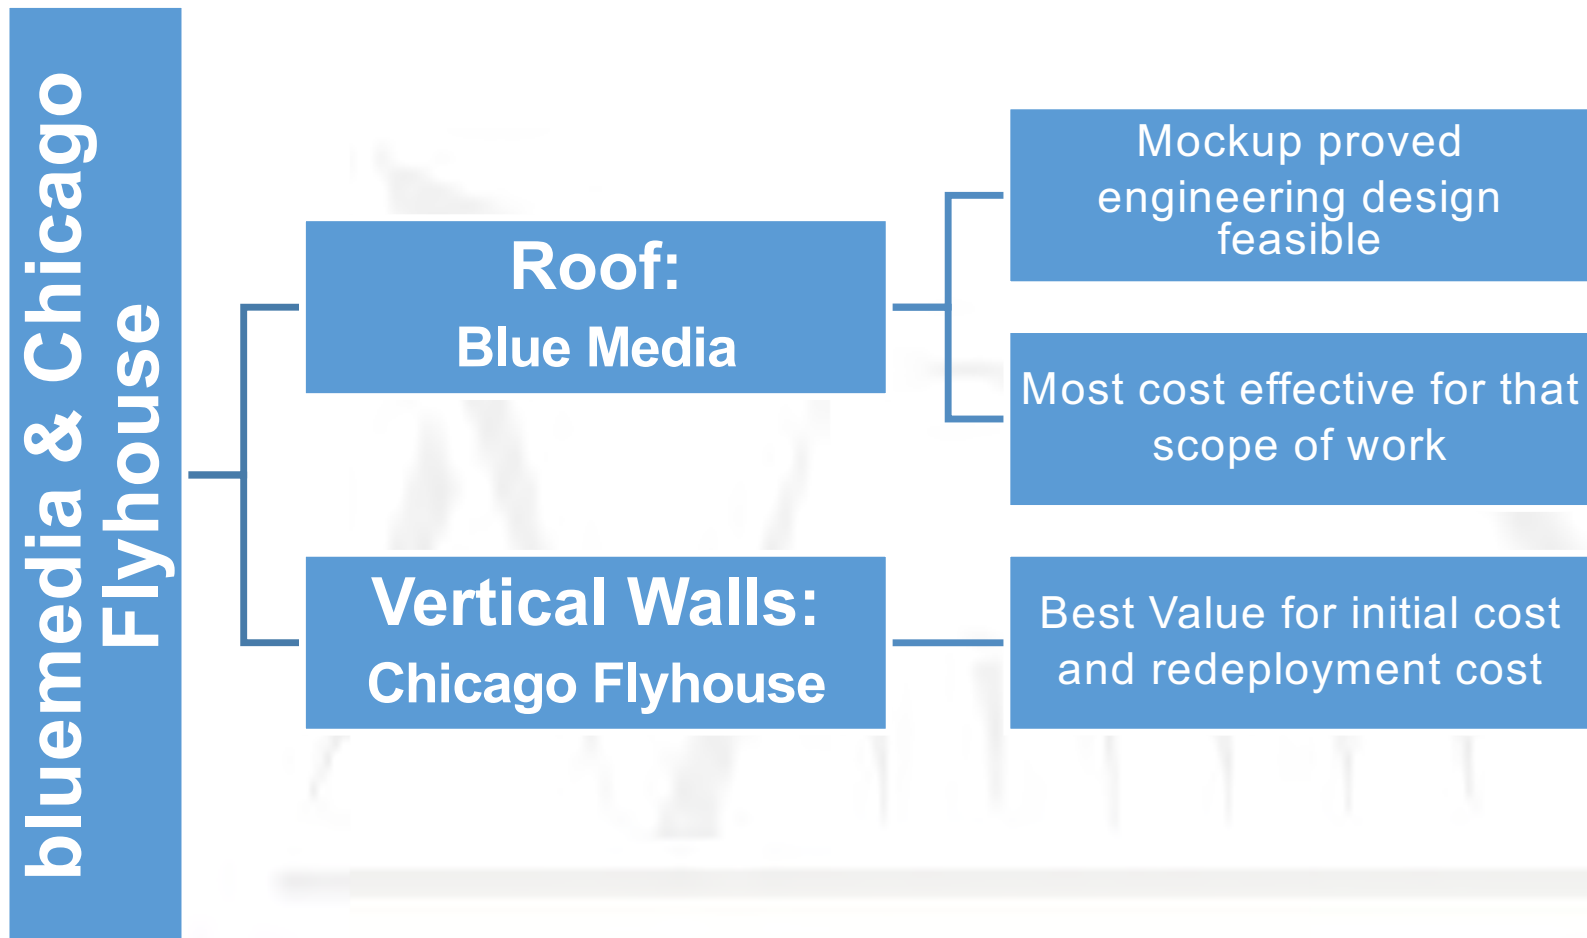 bluemedia & Chicago
Flyhouse
Roof:
Blue Media
Mockup proved
engineering design
feasible
Most cost effective for that
scope of work
Vertical Walls:
Chicago Flyhouse
Best Value for initial cost
and redeployment cost